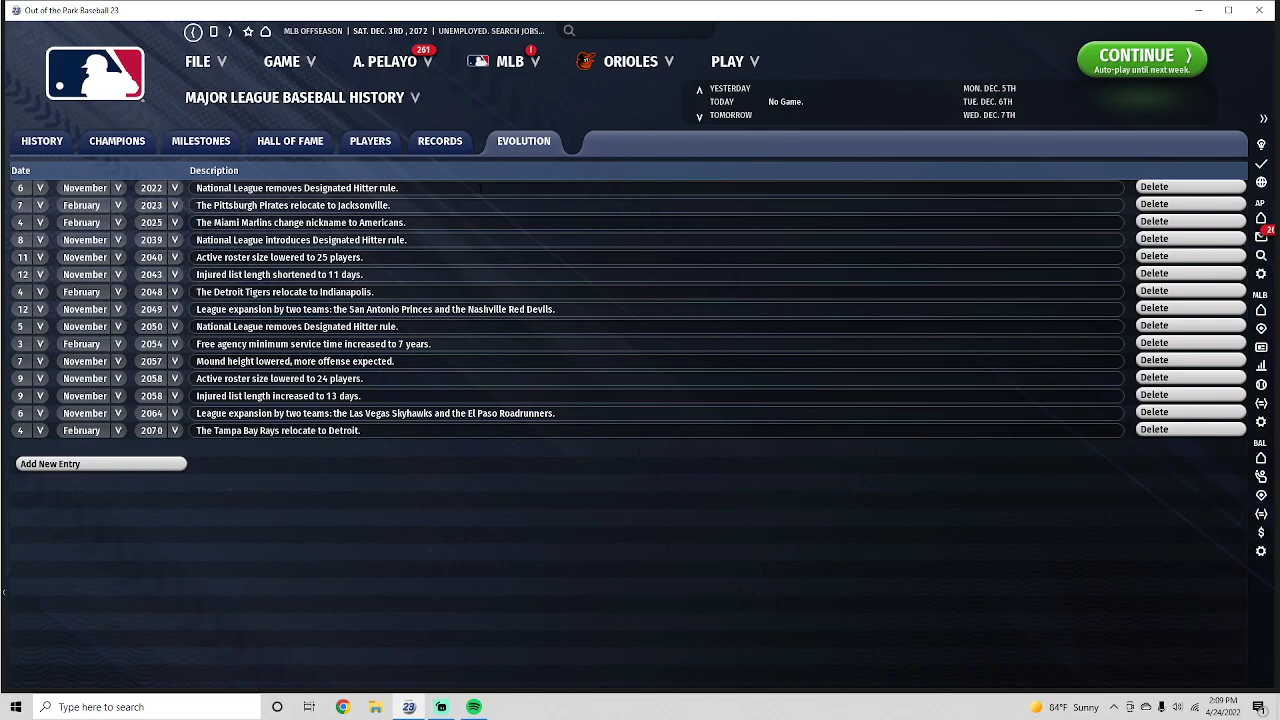 Out of the Park Baseball 23
MLB OFFSEASON | SAT. DEC. 3RD , 2072 | UNEMPLOYED. SEARCH JOBS...
FILE GAME A. PELAYO 261 MLB ! ORIOLES PLAY
CONTINUE
Auto-play until next week.
MAJOR LEAGUE BASEBALL HISTORY
YESTERDAY MON. DEC. 5TH
TODAY No Game. TUE. DEC. 6TH
TOMORROW WED. DEC. 7TH
HISTORY CHAMPIONS MILESTONES HALL OF FAME PLAYERS RECORDS EVOLUTION
Date Description
6 November 2022 National League removes Designated Hitter rule. Delete
7 February 2023 The Pittsburgh Pirates relocate to Jacksonville. Delete
4 February 2025 The Miami Marlins change nickname to Americans. Delete
8 November 2039 National League introduces Designated Hitter rule. Delete
11 November 2040 Active roster size lowered to 25 players. Delete
12 November 2043 Injured list length shortened to 11 days. Delete
4 February 2048 The Detroit Tigers relocate to Indianapolis. Delete
12 November 2049 League expansion by two teams: the San Antonio Princes and the Nashville Red Devils. Delete
5 November 2050 National League removes Designated Hitter rule. Delete
3 February 2054 Free agency minimum service time increased to 7 years. Delete
7 November 2057 Mound height lowered, more offense expected. Delete
9 November 2058 Active roster size lowered to 24 players. Delete
9 November 2058 Injured list length increased to 13 days. Delete
6 November 2064 League expansion by two teams: the Las Vegas Skyhawks and the El Paso Roadrunners. Delete
4 February 2070 The Tampa Bay Rays relocate to Detroit. Delete
Add New Entry
AP
26
MLB
BAL
Type here to search
23
84°F Sunny
2:09 PM
4/24/2022